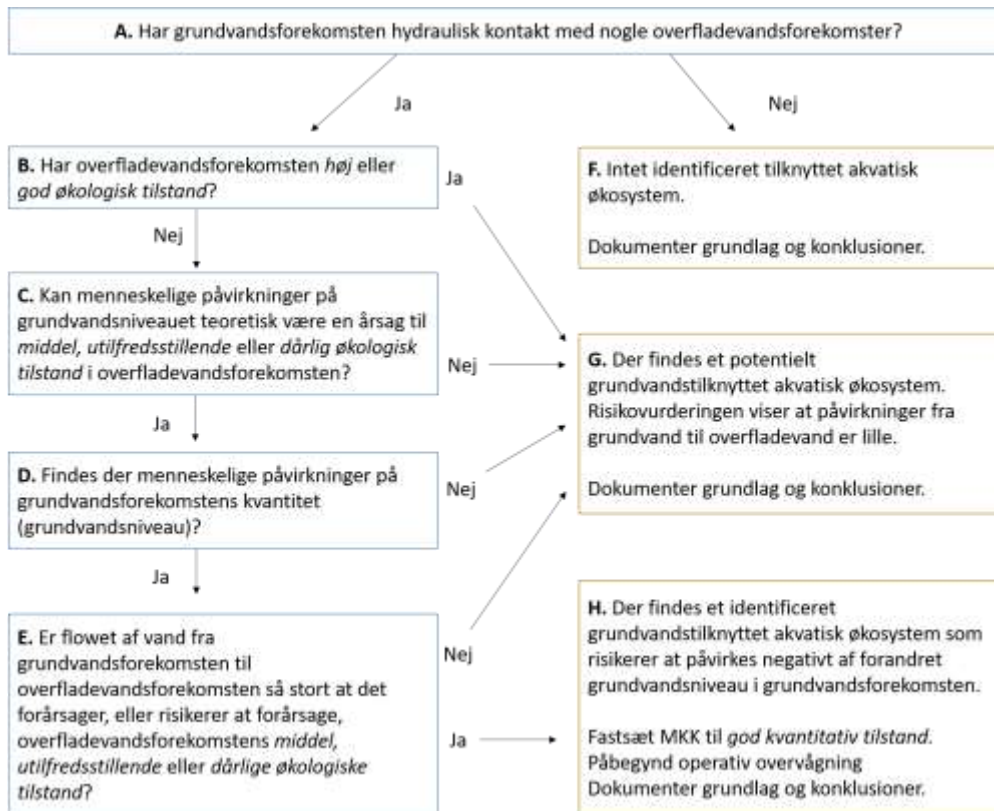 A. Har grundvandsforekomsten hydraulisk kontakt med nogle overfladevandsforekomster?
Ja
Nej
B. Har overfladevandsforekomsten høj eller
god økologisk tilstand?
Ja
F. Intet identificeret tilknyttet akvatisk
økosystem.
Dokumenter grundlag og konklusioner.
Nej
C. Kan menneskelige påvirkninger på
grundvandsniveauet teoretisk være en årsag til
middel, utilfredsstillende eller dårlig økologisk
tilstand i overfladevandsforekomsten?
Nej
G. Der findes et potentielt
grundvandstilknyttet akvatisk økosystem.
Risikovurderingen viser at påvirkninger fra
grundvand til overfladevand er lille.
Dokumenter grundlag og konklusioner.
Ja
D. Findes der menneskelige påvirkninger på
grundvandsforekomstens kvantitet
(grundvandsniveau)?
Nej
Ja
E. Er flowet af vand fra
grundvandsforekomsten til
overfladevandsforekomsten så stort at det
forårsager, eller risikerer at forårsage,
overfladevandsforekomstens middel,
utilfredsstillende eller dårlige økologiske
tilstand?
Nej
Ja
H. Der findes et identificeret
grundvandstilknyttet akvatisk økosystem som
risikerer at påvirkes negativt af forandret
grundvandsniveau i grundvandsforekomsten.
Fastsæt MKK til god kvantitativ tilstand.
Påbegynd operativ overvågning
Dokumenter grundlag og konklusioner.